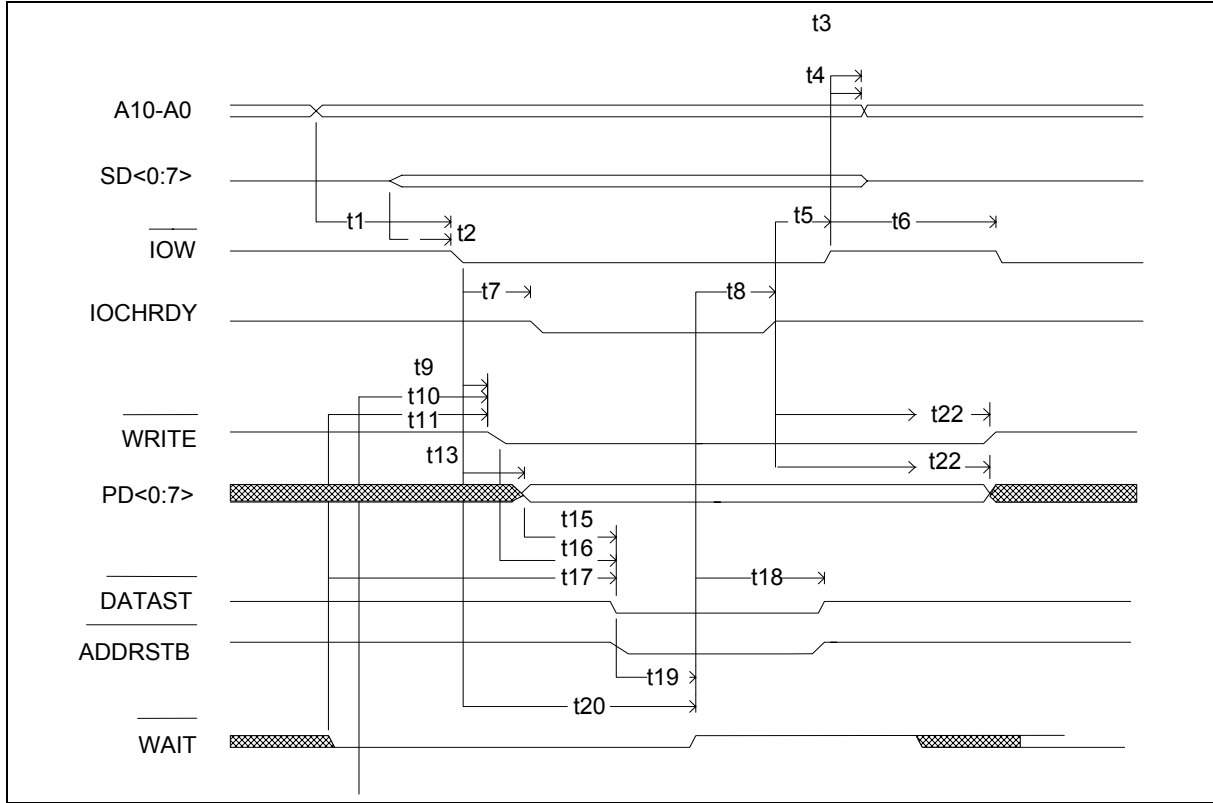 t3
t4
A10-A0
SD<0:7>
t1
t2
t5
t6
IOW
t7
t8
IOCHRDY
t9
t10
t11
t22
WRITE
t13
t22
PD<0:7>
t15
t16
t17
t18
DATAST
ADDRSTB
t19
t20
WAIT